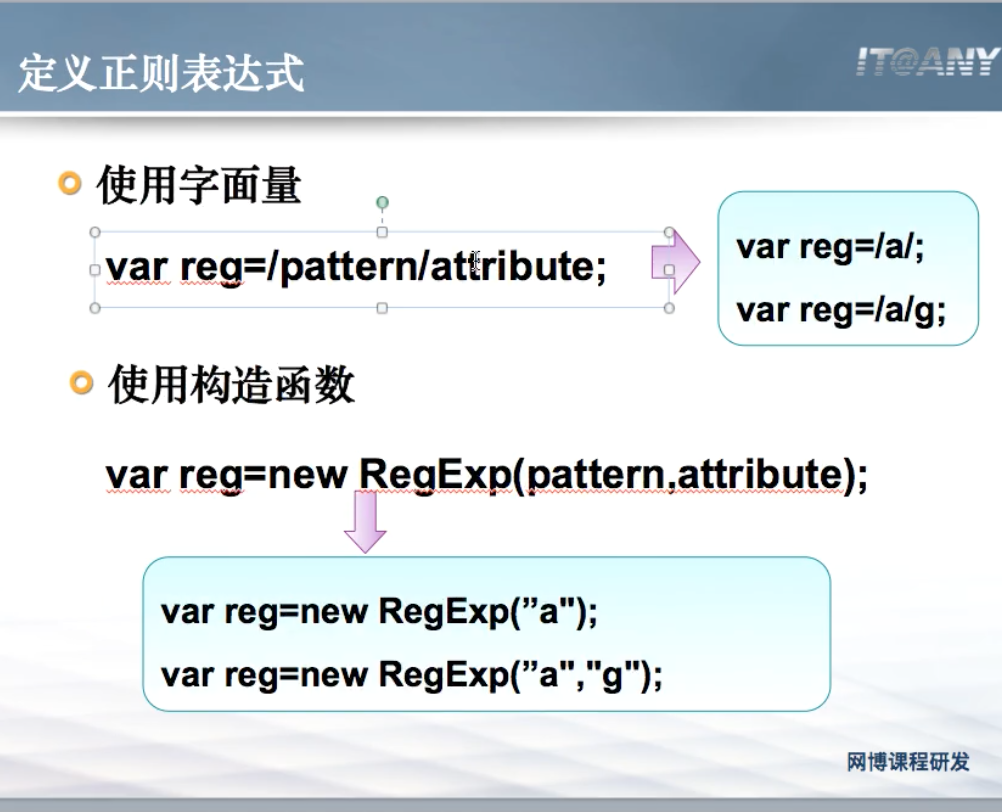 定义正则表达式
IT@ANY
使用字面量
var reg=/pattern/attribute;
var reg=/a/;
var reg=/a/g;
使用构造函数
var reg=new RegExp(pattern,attribute);
var reg=new RegExp(”a");
var reg=new RegExp(”a","g");
网博课程研发